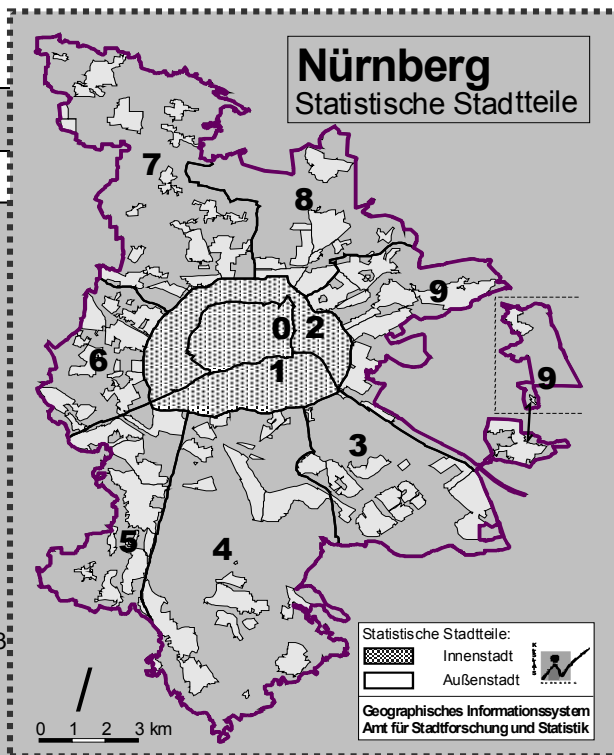 Nürnberg
Statistische Stadtteile
7
8
9
0
2
1
6
9
3
5
4
Statistische Stadtteile:
Innenstadt
Außenstadt
Geographisches Informationssystem
Amt für Stadtforschung und Statistik
0 1 2 3 km